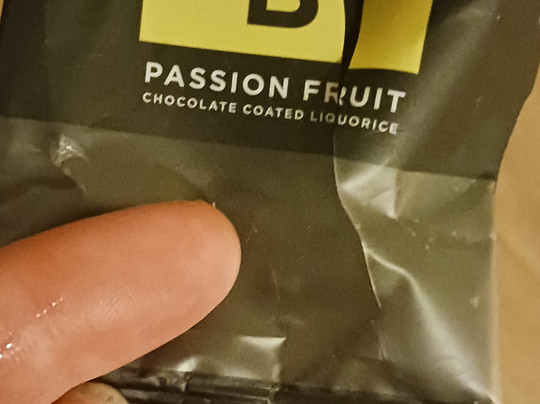 B
PASSION FRUIT
CHOCOLATE COATED LIQUORICE